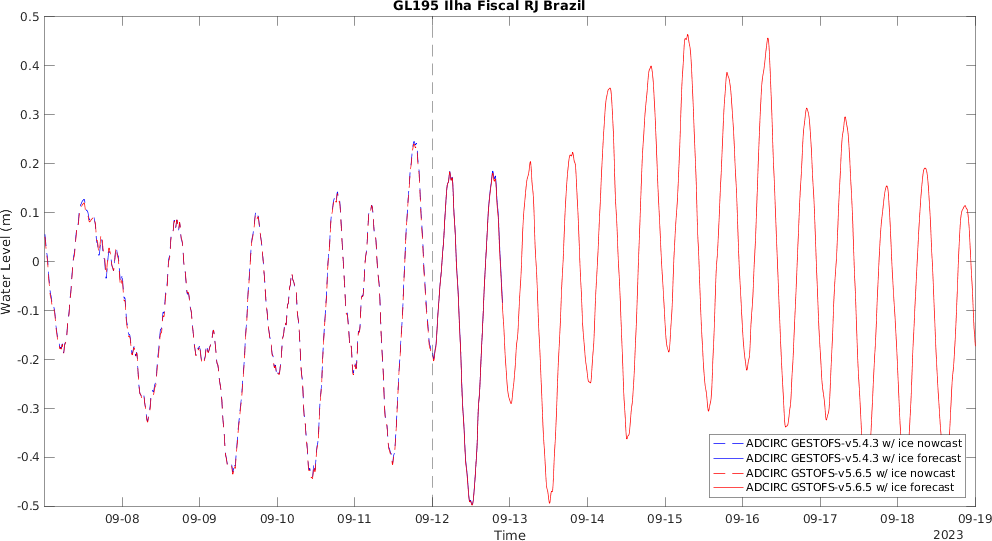 GL195 Ilha Fiscal RJ Brazil
0.5
0.4
0.3
0.2
0.1
0
-0.1
-0.2
-0.3
-0.4
-0.5
Water Level (m)
ADCIRC GESTOFS-v5.4.3 w/ ice nowcast
ADCIRC GESTOFS-v5.4.3 w/ ice forecast
ADCIRC GSTOFS-v5.6.5 w/ ice nowcast
ADCIRC GSTOFS-v5.6.5 w/ ice forecast
09-08 09-09 09-10 09-11 09-12 09-13 09-14 09-15 09-16 09-17 09-18 09-19
Time
2023